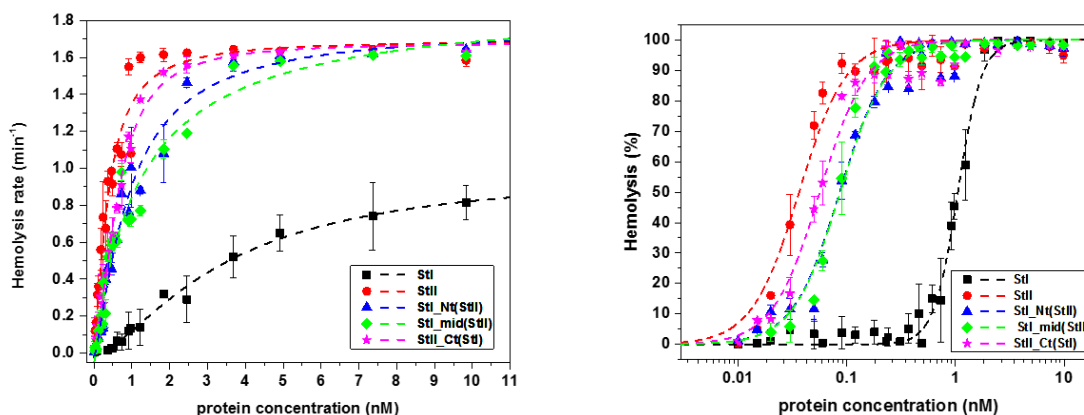 1.8
1.6
1.4
1.2
1.0
0.8
0.6
0.4
0.2
0.0
Hemolysis rate (min⁻¹)
0 1 2 3 4 5 6 7 8 9 10 11
protein concentration (nM)
StI
StII
StI_Nt(StII)
StI_mid(StII)
StII_Ct(StI)
100
90
80
70
60
50
40
30
20
10
0
Hemolysis (%)
0.01 0.1 1 10
protein concentration (nM)
StI
StII
StI_Nt(StII)
StI_mid(StII)
StII_Ct(StI)